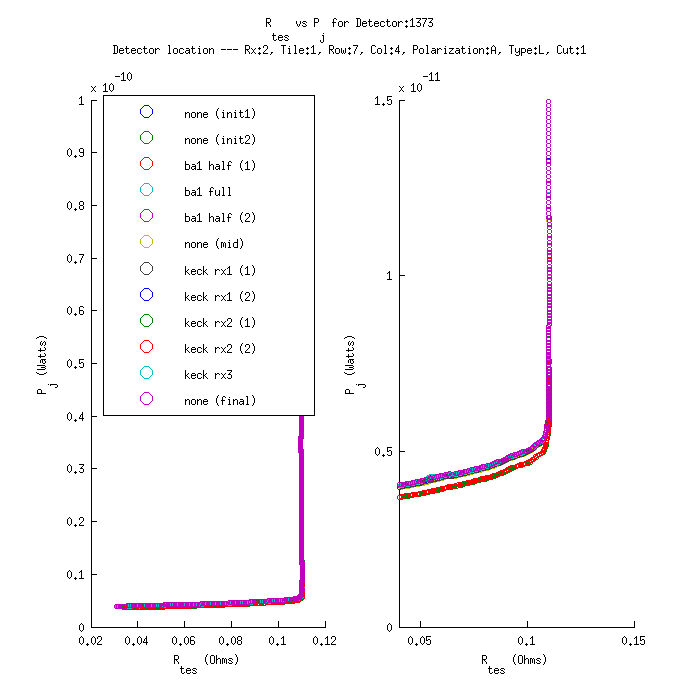 R_tes vs P_j for Detector:1373
Detector location --- Rx:2, Tile:1, Row:7, Col:4, Polarization:A, Type:L, Cut:1
x 10^-10
1
0.9
0.8
0.7
0.6
0.5
0.4
0.3
0.2
0.1
0
P_j (Watts)
0.02 0.04 0.06 0.08 0.1 0.12
R_tes (Ohms)
none (init1)
none (init2)
ba1 half (1)
ba1 full
ba1 half (2)
none (mid)
keck rx1 (1)
keck rx1 (2)
keck rx2 (1)
keck rx2 (2)
keck rx3
none (final)
x 10^-11
1.5
1
0.5
0
P_j (Watts)
0.05 0.1 0.15
R_tes (Ohms)